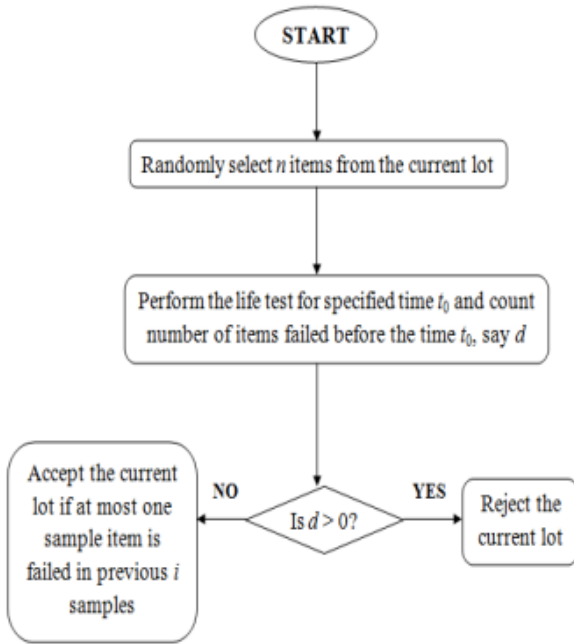 START
Randomly select n items from the current lot
Perform the life test for specified time t₀ and count
number of items failed before the time t₀, say d
Accept the current
lot if at most one
sample item is
failed in previous i
samples
NO
Is d > 0?
YES
Reject the
current lot